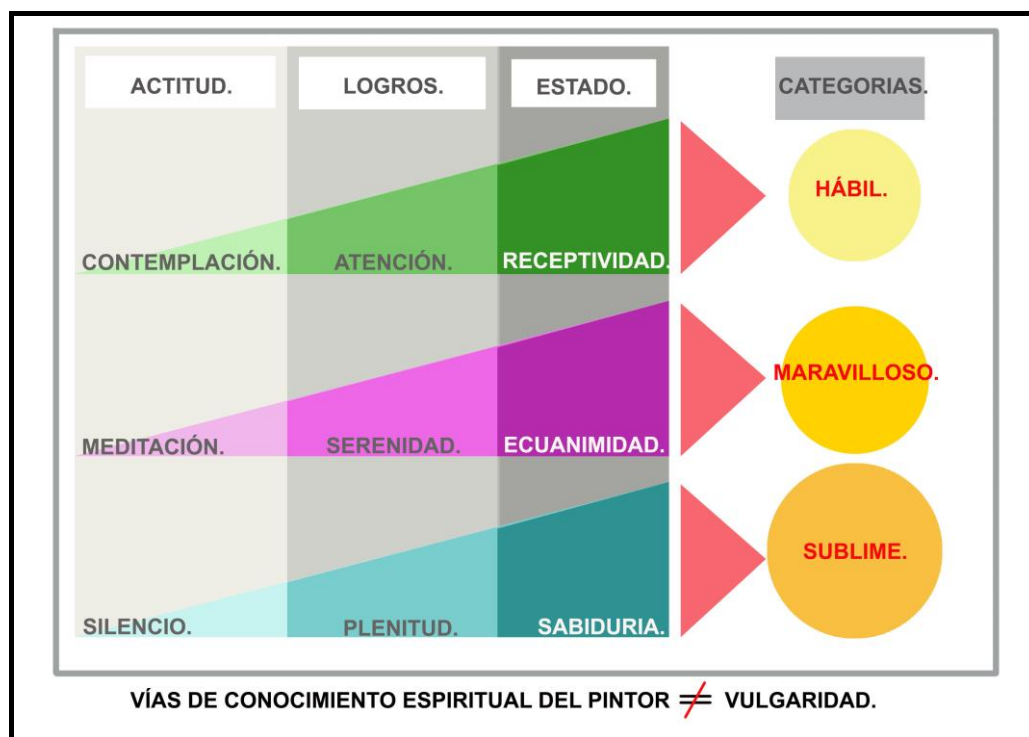 ACTITUD. LOGROS. ESTADO. CATEGORIAS.
HÁBIL.
CONTEMPLACIÓN. ATENCIÓN. RECEPTIVIDAD.
MARAVILLOSO.
MEDITACIÓN. SERENIDAD. ECUANIMIDAD.
SUBLIME.
SILENCIO. PLENITUD. SABIDURIA.
VÍAS DE CONOCIMIENTO ESPIRITUAL DEL PINTOR ≠ VULGARIDAD.